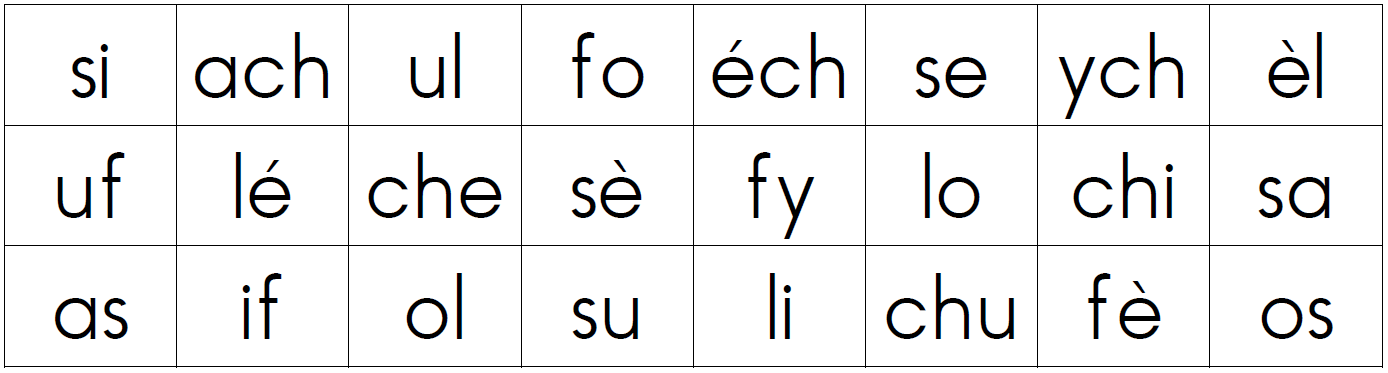 si ach ul fo éch se ych èl
uf lé che sè fy lo chi sa
as if ol su li chu fè os